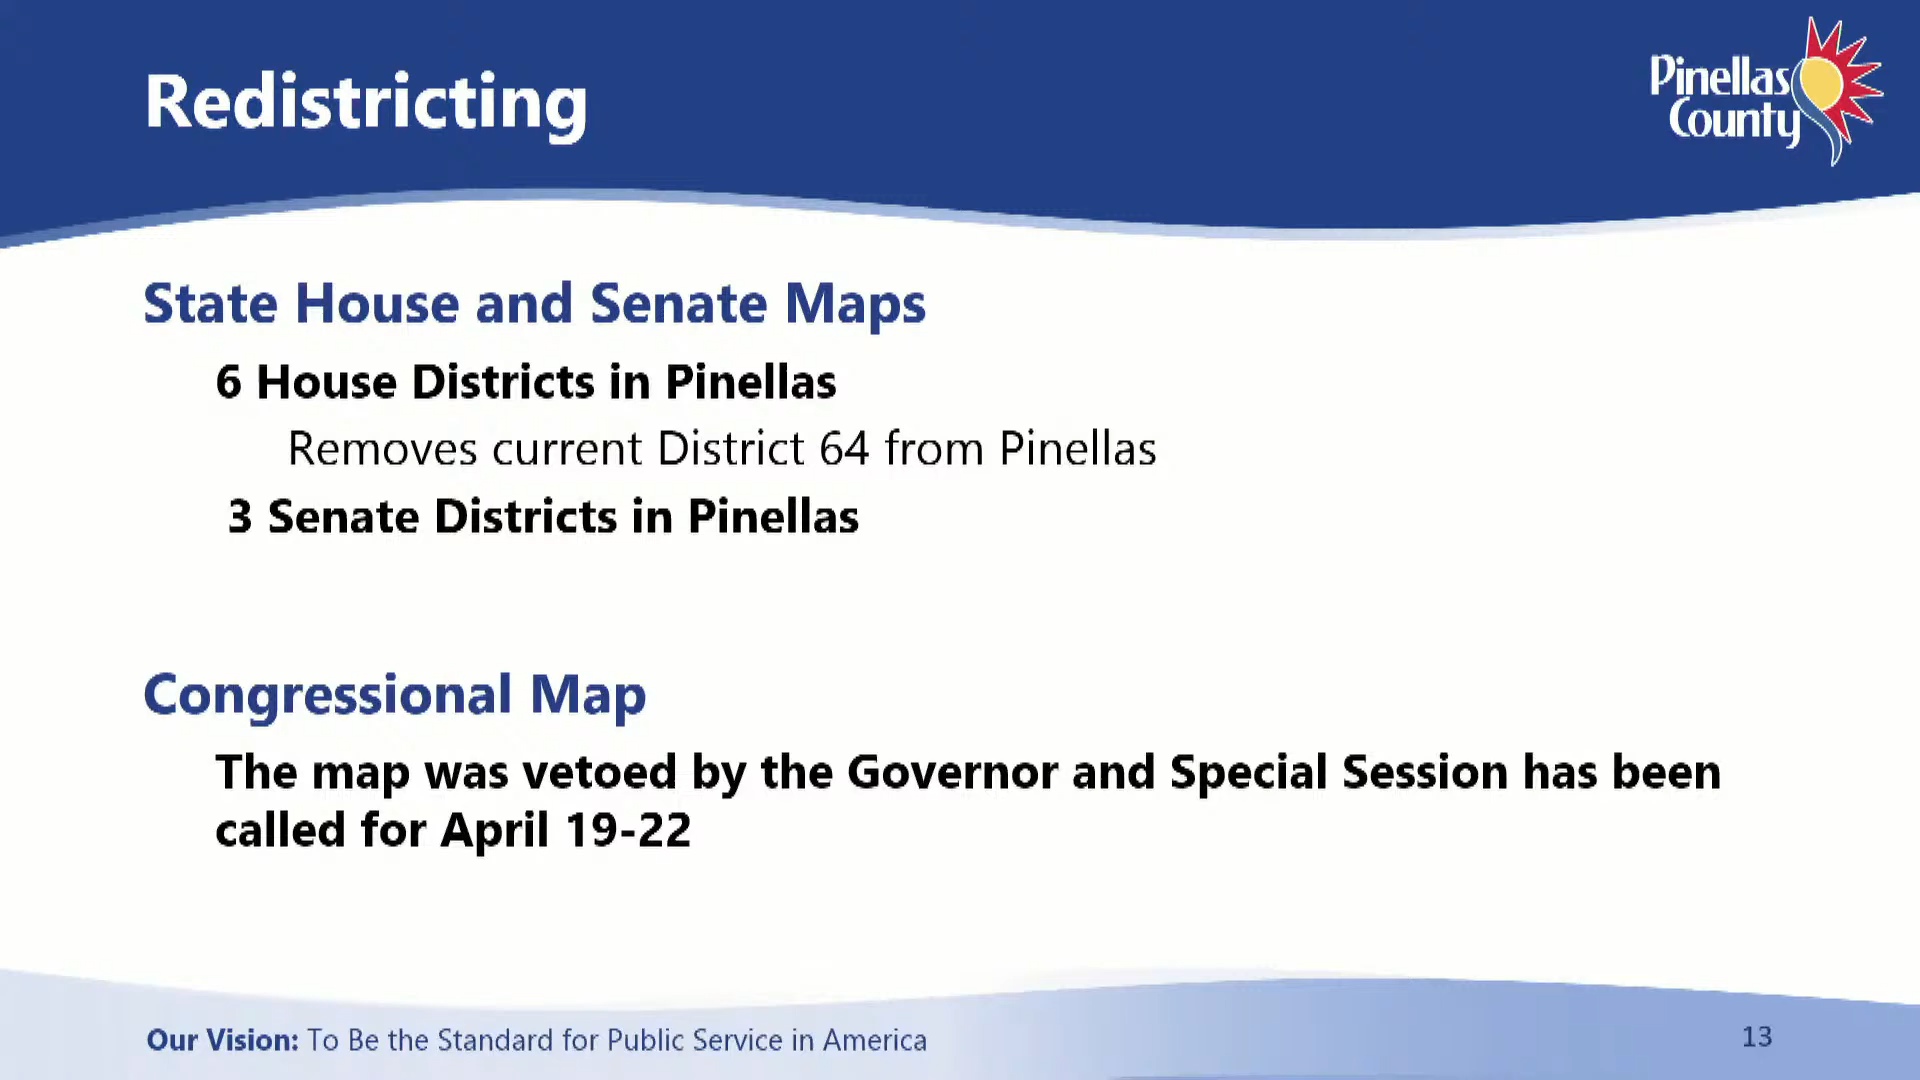 Redistricting
Pinellas
County
State House and Senate Maps
6 House Districts in Pinellas
Removes current District 64 from Pinellas
3 Senate Districts in Pinellas
Congressional Map
The map was vetoed by the Governor and Special Session has been
called for April 19-22
Our Vision: To Be the Standard for Public Service in America
13